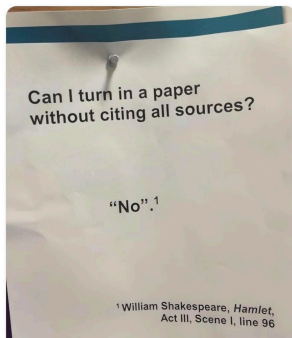 Can I turn in a paper
without citing all sources?
“No”.¹
¹ William Shakespeare, Hamlet,
Act III, Scene I, line 96